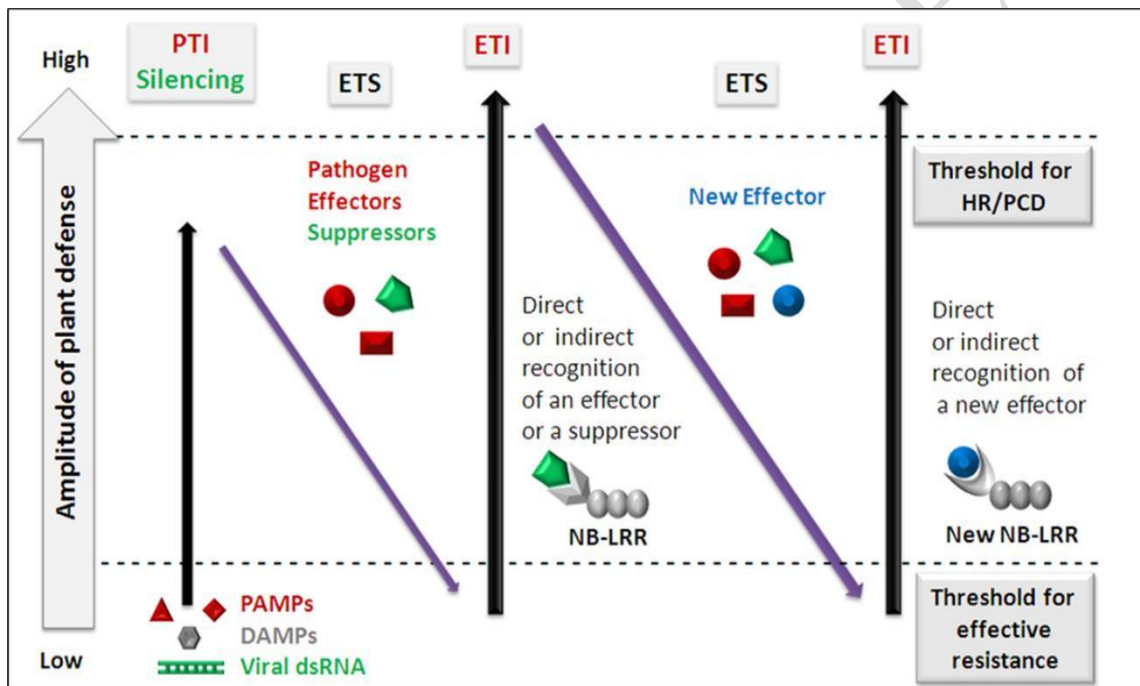 High
PTI
Silencing
ETS
ETI
ETS
ETI
Amplitude of plant defense
Pathogen
Effectors
Suppressors
New Effector
Threshold for
HR/PCD
Direct
or indirect
recognition
of an effector
or a suppressor
NB-LRR
Direct
or indirect
recognition of
a new effector
New NB-LRR
PAMPs
DAMPs
Viral dsRNA
Low
Threshold for
effective
resistance